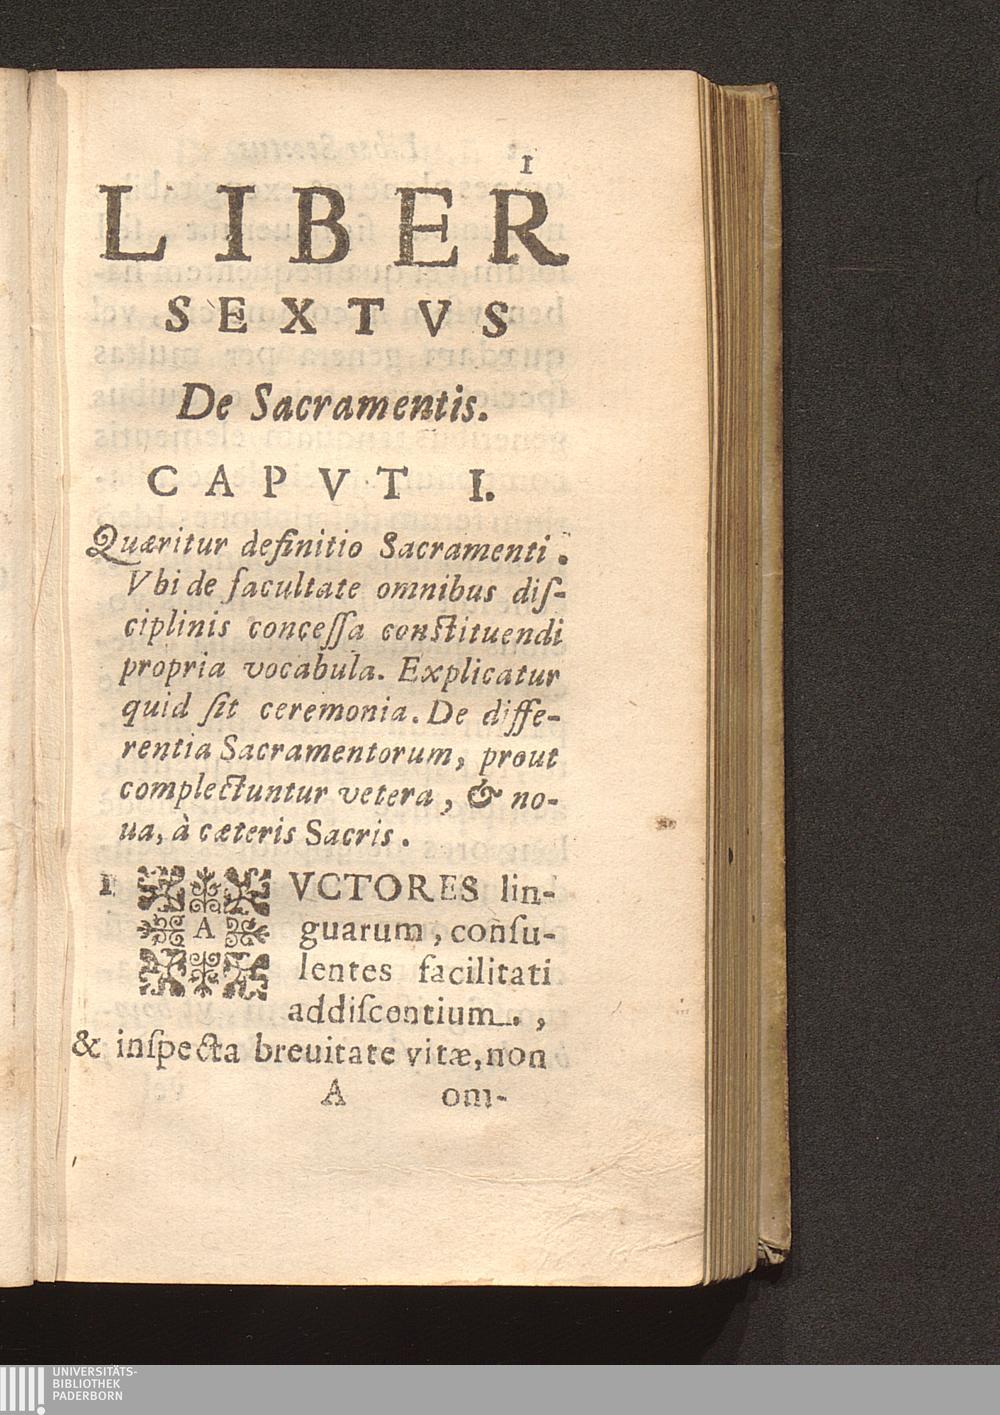 1
LIBER
SEXTVS
De Sacramentis.
CAPVT I.
Quæritur definitio Sacramenti.
Vbi de facultate omnibus diſ-
ciplinis conceſſa conſtituendi
propria vocabula. Explicatur
quid ſit ceremonia. De diffe-
rentia Sacramentorum, prout
complectuntur vetera, & no-
ua, à cæteris Sacris.
1 AVCTORES lin-
guarum, conſu-
lentes facilitati
addiſcentium.,
& inſpecta breuitate vitæ, non
A om-
UNIVERSITÄTS-
BIBLIOTHEK
PADERBORN